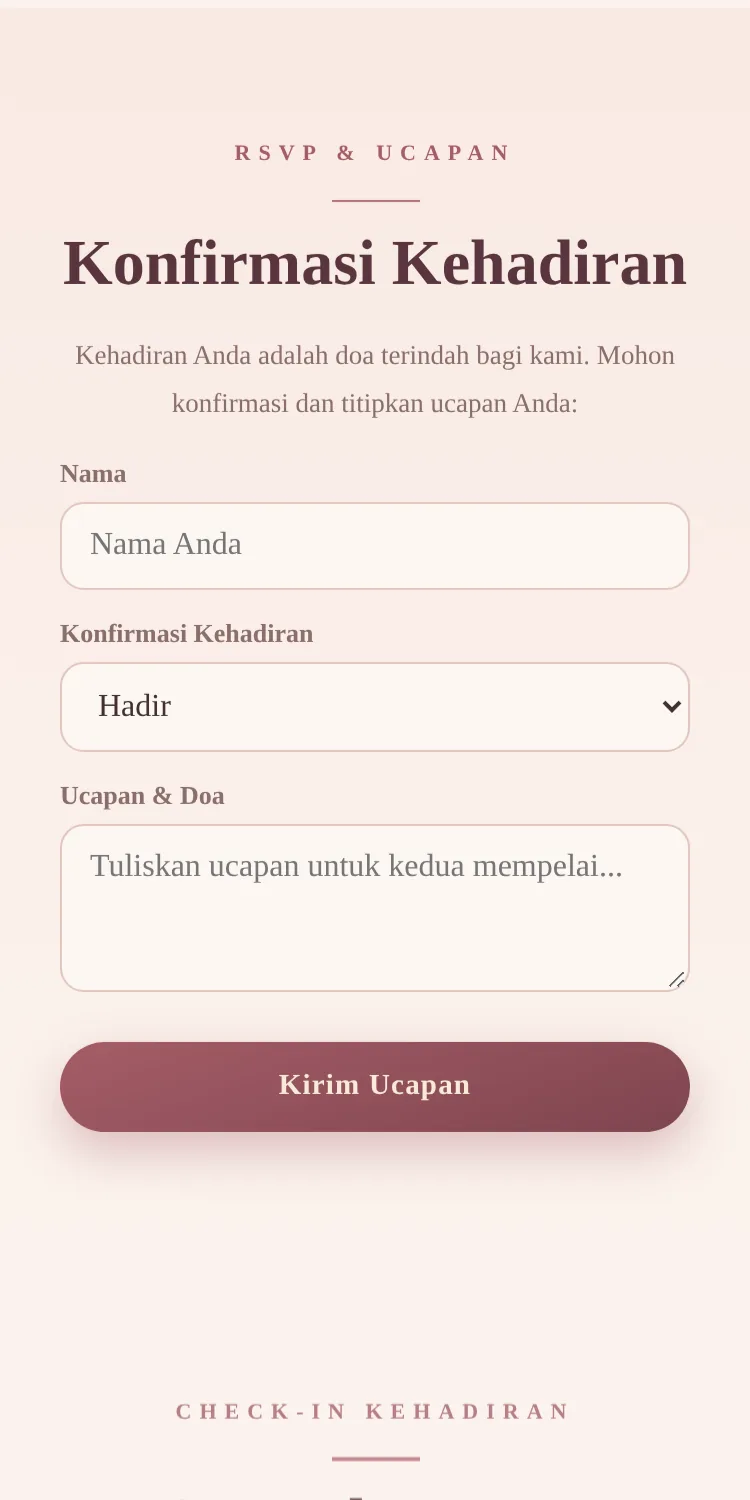 RSVP & UCAPAN
Konfirmasi Kehadiran
Kehadiran Anda adalah doa terindah bagi kami. Mohon
konfirmasi dan titipkan ucapan Anda:
Nama
Nama Anda
Konfirmasi Kehadiran
Hadir
Ucapan & Doa
Tuliskan ucapan untuk kedua mempelai...
Kirim Ucapan
CHECK-IN KEHADIRAN